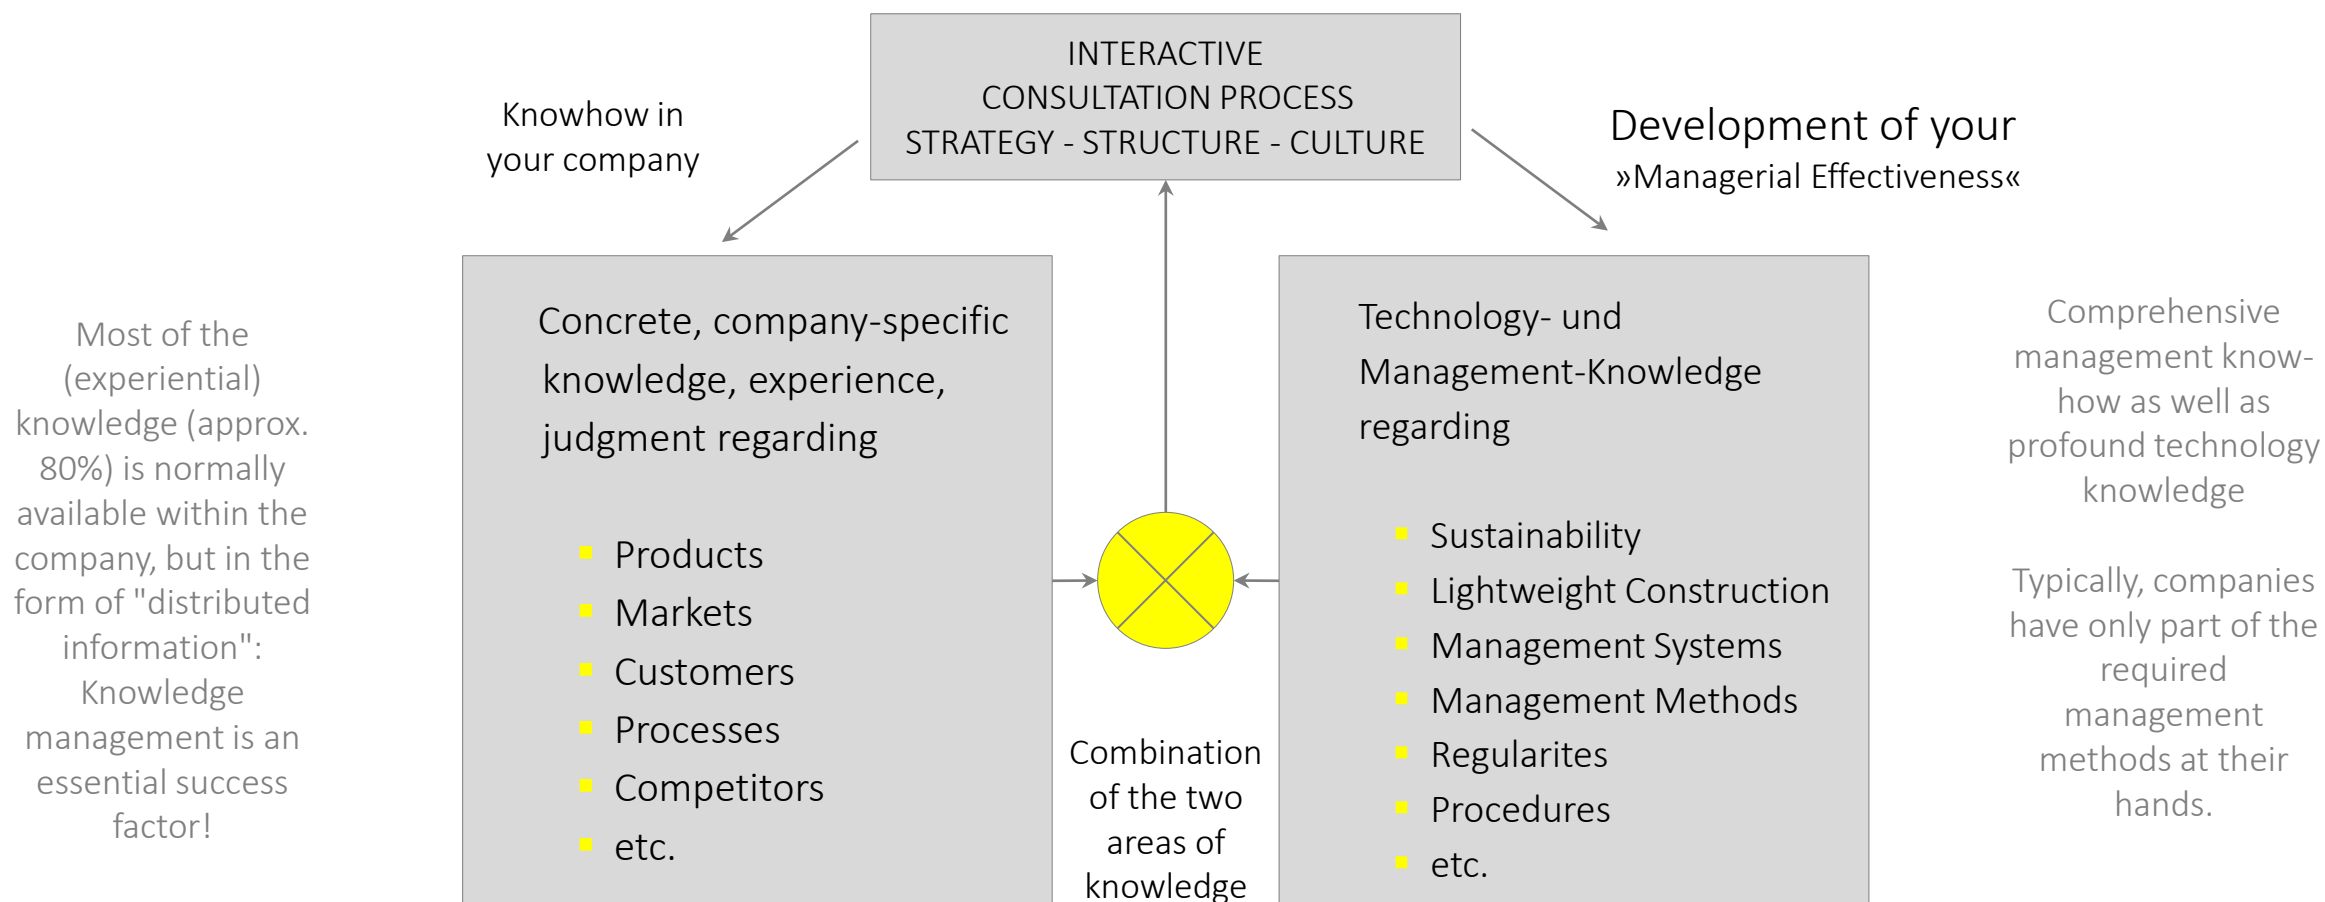 INTERACTIVE
CONSULTATION PROCESS
STRATEGY - STRUCTURE - CULTURE
Knowhow in
your company
Development of your
»Managerial Effectiveness«
Most of the
(experiential)
knowledge (approx.
80%) is normally
available within the
company, but in the
form of "distributed
information":
Knowledge
management is an
essential success
factor!
Concrete, company-specific
knowledge, experience,
judgment regarding
Products
Markets
Customers
Processes
Competitors
etc.
Combination
of the two
areas of
knowledge
Technology- und
Management-Knowledge
regarding
Sustainability
Lightweight Construction
Management Systems
Management Methods
Regularites
Procedures
etc.
Comprehensive
management know-
how as well as
profound technology
knowledge
Typically, companies
have only part of the
required
management
methods at their
hands.